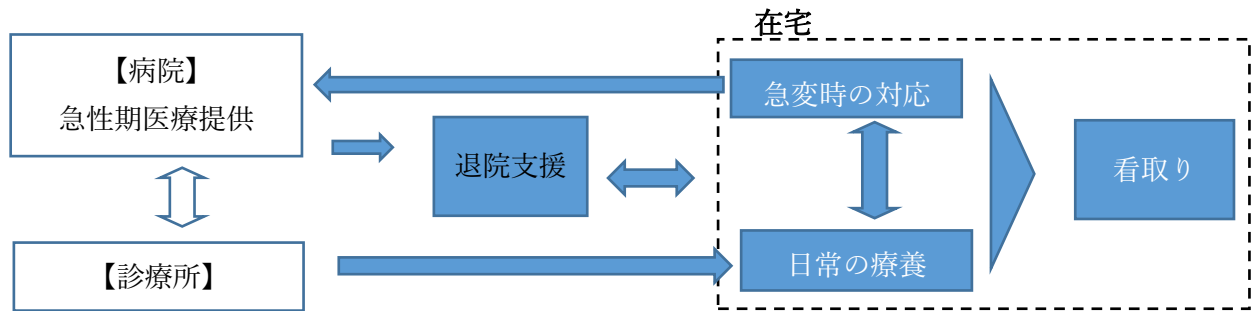 在宅
【病院】
急性期医療提供
急変時の対応
退院支援
看取り
【診療所】
日常の療養